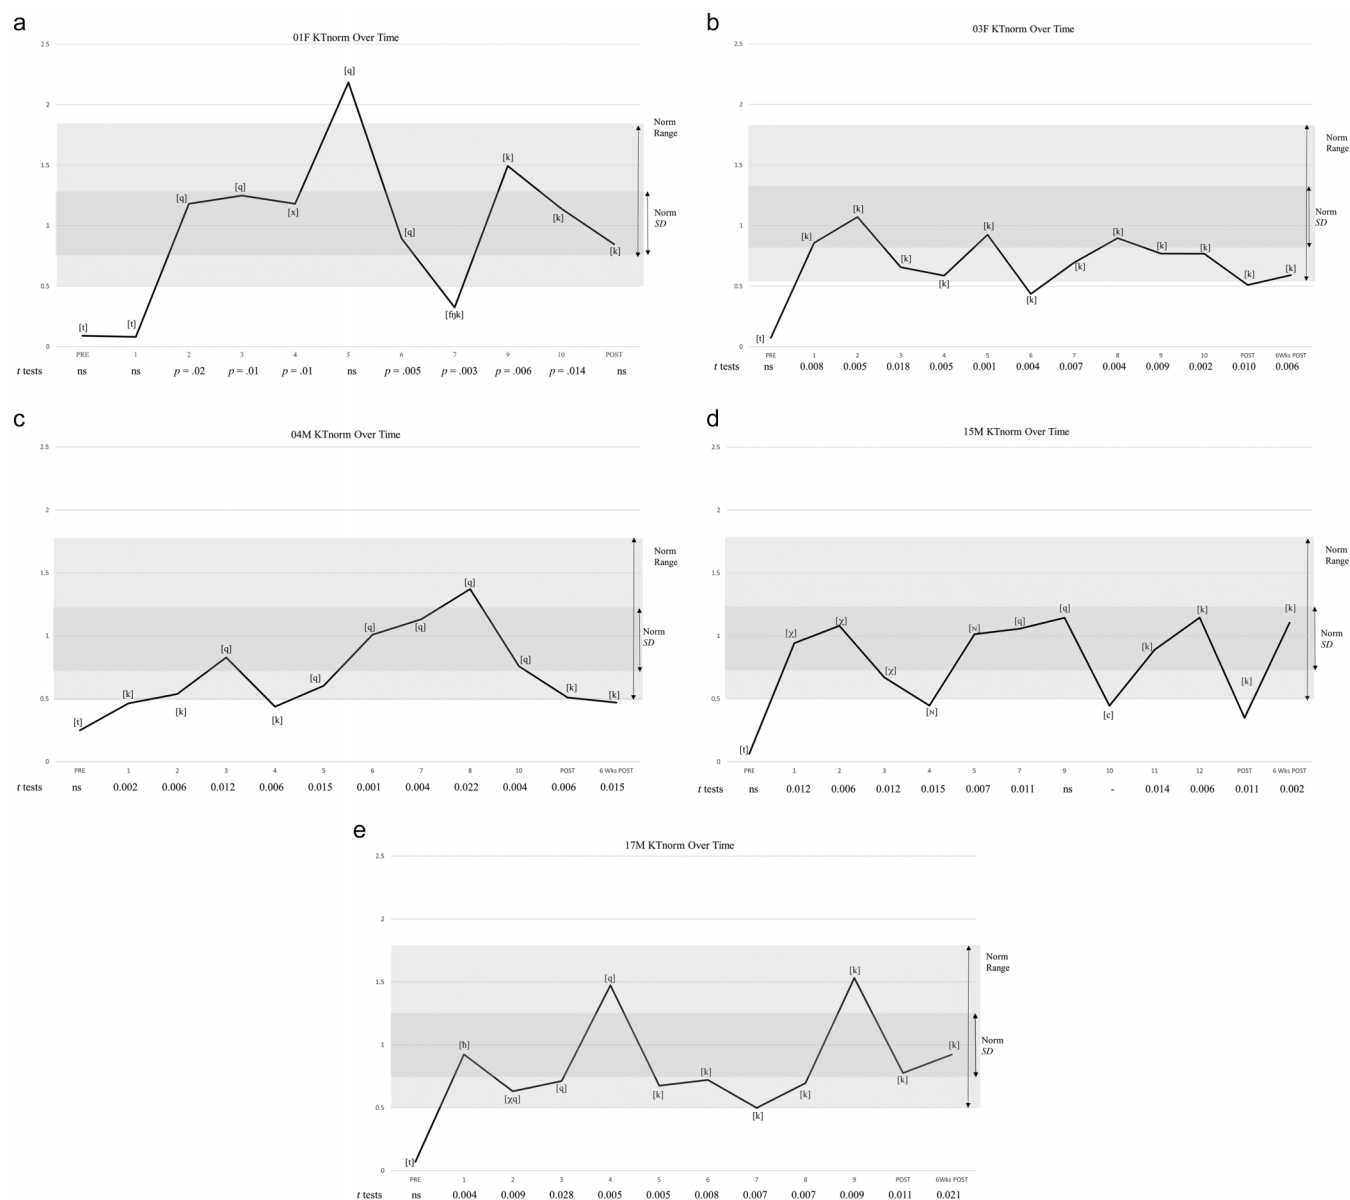 a
01F KTnorm Over Time
2.5
2
1.5
1
0.5
0
[t]
[t]
[q]
[q]
[x]
[q]
[q]
[fŋk]
[k]
[k]
[k]
Norm
Range
Norm
SD
PRE 1 2 3 4 5 6 7 9 10 POST
t tests ns ns p = .02 p = .01 p = .01 ns p = .005 p = .003 p = .006 p = .014 ns
b
03F KTnorm Over Time
2.5
2
1.5
1
0.5
0
[t]
[k]
[k]
[k]
[k]
[k]
[k]
[k]
[k]
[k]
[k]
[k]
[k]
Norm
Range
Norm
SD
PRE 1 2 3 4 5 6 7 8 9 10 POST 6Wks POST
t tests ns 0.008 0.005 0.018 0.005 0.001 0.004 0.007 0.004 0.009 0.002 0.010 0.006
c
04M KTnorm Over Time
2.5
2
1.5
1
0.5
0
[t]
[k]
[k]
[q]
[k]
[q]
[q]
[q]
[q]
[q]
[k]
[k]
Norm
Range
Norm
SD
PRE 1 2 3 4 5 6 7 8 10 POST 6 Wks POST
t tests ns 0.002 0.006 0.012 0.006 0.015 0.001 0.004 0.022 0.004 0.006 0.015
d
15M KTnorm Over Time
2.5
2
1.5
1
0.5
0
[t]
[χ]
[χ]
[χ]
[ɴ]
[ɴ]
[q]
[q]
[c]
[k]
[k]
[k]
[k]
Norm
Range
Norm
SD
PRE 1 2 3 4 5 7 9 10 11 12 POST 6 Wks POST
t tests ns 0.012 0.006 0.012 0.015 0.007 0.011 ns - 0.014 0.006 0.011 0.002
e
17M KTnorm Over Time
2.5
2
1.5
1
0.5
0
[t]
[ħ]
[χq]
[q]
[q]
[k]
[k]
[k]
[k]
[k]
[k]
[k]
Norm
Range
Norm
SD
PRE 1 2 3 4 5 6 7 8 9 POST 6Wks POST
t tests ns 0.004 0.009 0.028 0.005 0.005 0.008 0.007 0.007 0.009 0.011 0.021